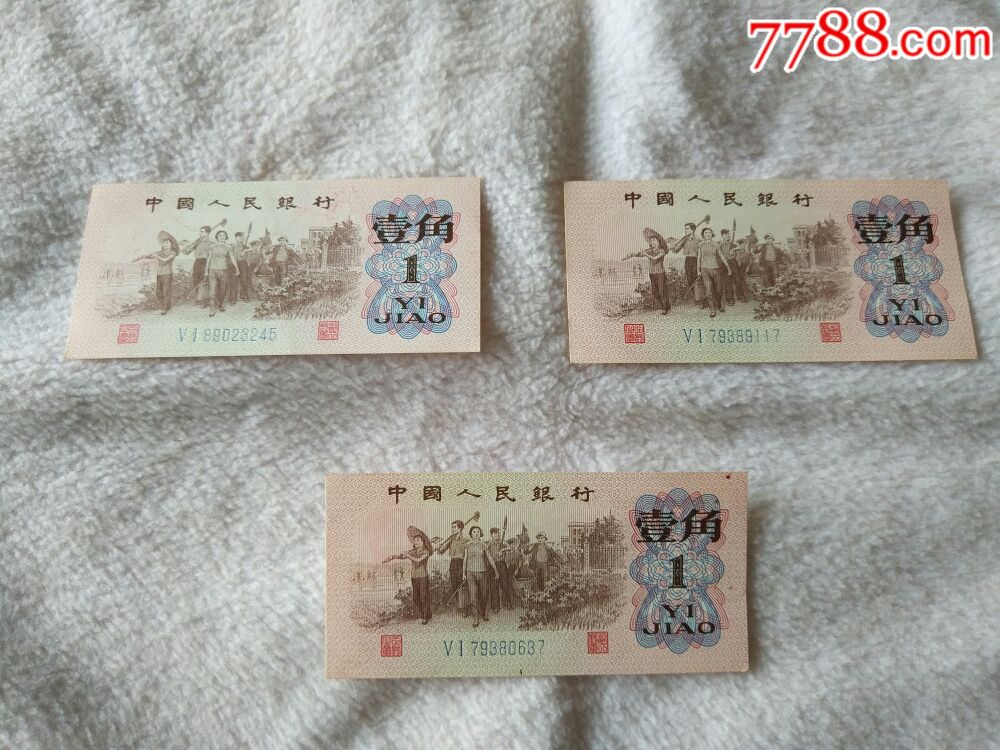 7788.com
中國人民銀行
壹角
1
YI
JIAO
VI 89023245
中國人民銀行
壹角
1
YI
JIAO
VI 79389117
中國人民銀行
壹角
1
YI
JIAO
VI 79380637